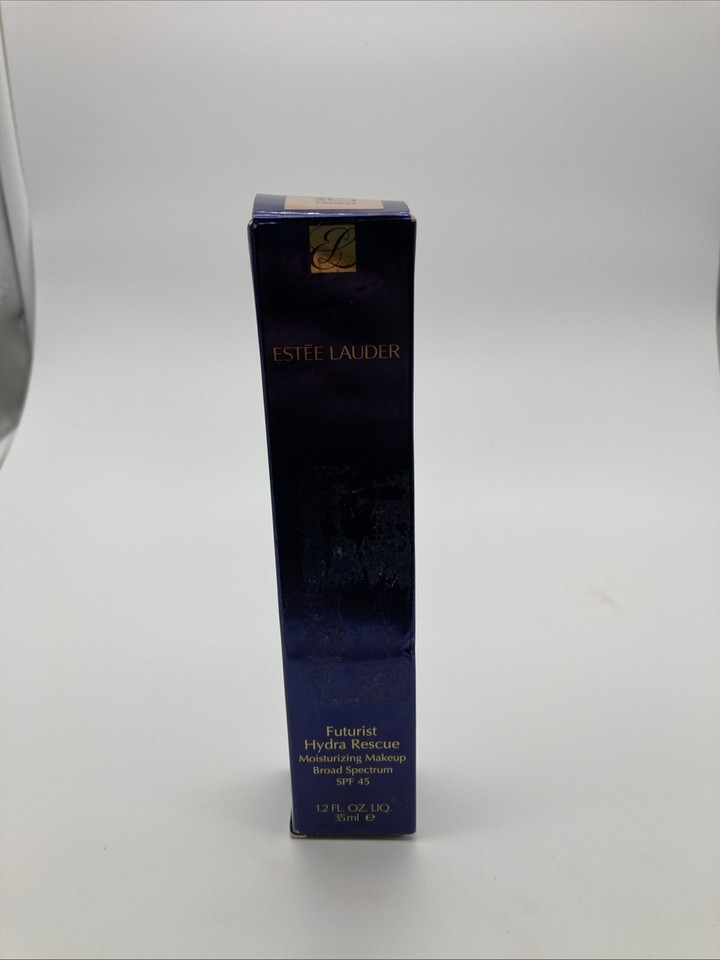 ESTĒE LAUDER
Futurist
Hydra Rescue
Moisturizing Makeup
Broad Spectrum
SPF 45
1.2 FL. OZ. LIQ.
35ml e